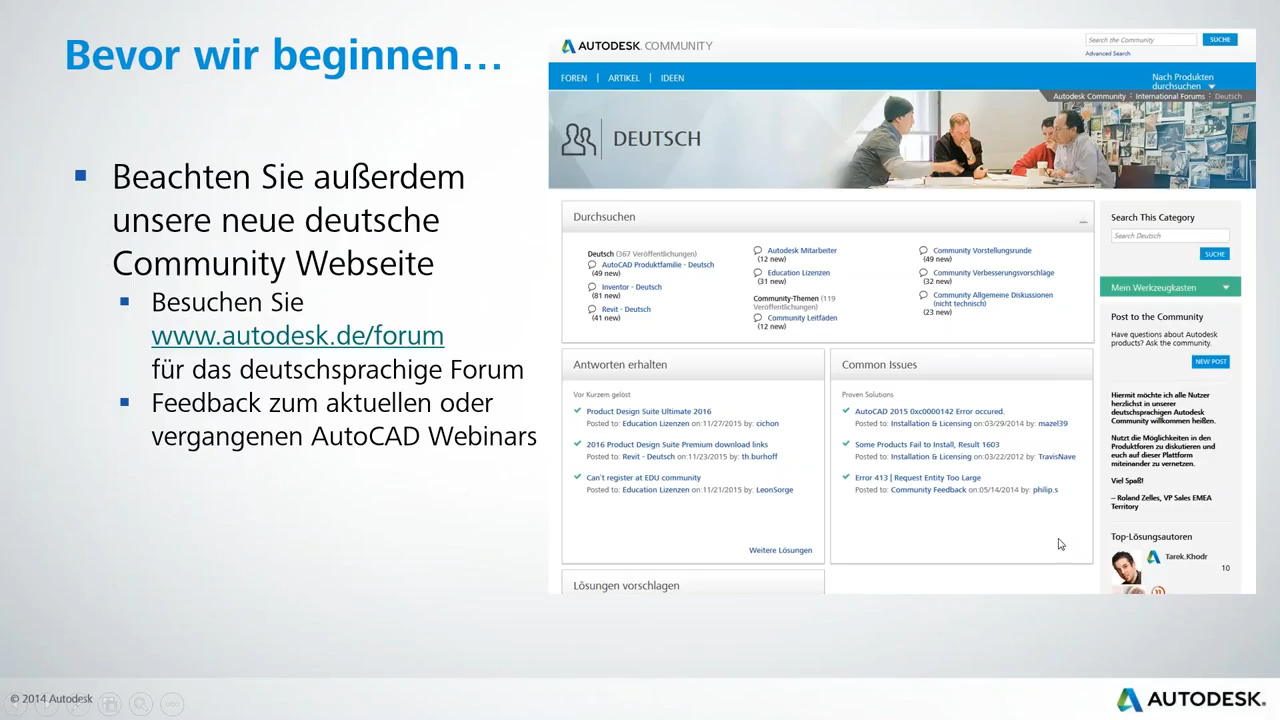 Bevor wir beginnen…
Beachten Sie außerdem
unsere neue deutsche
Community Webseite
Besuchen Sie
www.autodesk.de/forum
für das deutschsprachige Forum
Feedback zum aktuellen oder
vergangenen AutoCAD Webinars
AUTODESK. COMMUNITY
Search the Community
SUCHE
Advanced Search
FOREN | ARTIKEL | IDEEN
Nach Produkten
durchsuchen
Autodesk Community : International Forums : Deutsch
DEUTSCH
Durchsuchen
Deutsch (367 Veröffentlichungen)
AutoCAD Produktfamilie - Deutsch
(49 new)
Inventor - Deutsch
(81 new)
Revit - Deutsch
(41 new)
Autodesk Mitarbeiter
(12 new)
Education Lizenzen
(31 new)
Community-Themen (119
Veröffentlichungen)
Community Leitfäden
(12 new)
Community Vorstellungsrunde
(49 new)
Community Verbesserungsvorschläge
(32 new)
Community Allgemeine Diskussionen
(nicht technisch)
(23 new)
Antworten erhalten
Vor Kurzem gelöst
Product Design Suite Ultimate 2016
Posted to: Education Lizenzen on:11/27/2015 by: cichon
2016 Product Design Suite Premium download links
Posted to: Revit - Deutsch on:11/23/2015 by: th.burhoff
Can't register at EDU community
Posted to: Education Lizenzen on:11/21/2015 by: LeonSorge
Weitere Lösungen
Common Issues
Proven Solutions
AutoCAD 2015 0xc0000142 Error occured.
Posted to: Installation & Licensing on:03/29/2014 by: mazel39
Some Products Fail to Install, Result 1603
Posted to: Installation & Licensing on:03/22/2012 by: TravisNave
Error 413 | Request Entity Too Large
Posted to: Community Feedback on:05/14/2014 by: philip.s
Lösungen vorschlagen
Search This Category
Search Deutsch
SUCHE
Mein Werkzeugkasten
Post to the Community
Have questions about Autodesk
products? Ask the community.
NEW POST
Hiermit möchte ich alle Nutzer
herzlichst in unserer
deutschsprachigen Autodesk
Community willkommen heißen.
Nutzt die Möglichkeiten in den
Produktforen zu diskutieren und
euch auf dieser Plattform
miteinander zu vernetzen.
Viel Spaß!
-- Roland Zelles, VP Sales EMEA
Territory
Top-Lösungsautoren
Tarek.Khodr
10
© 2014 Autodesk
AUTODESK.